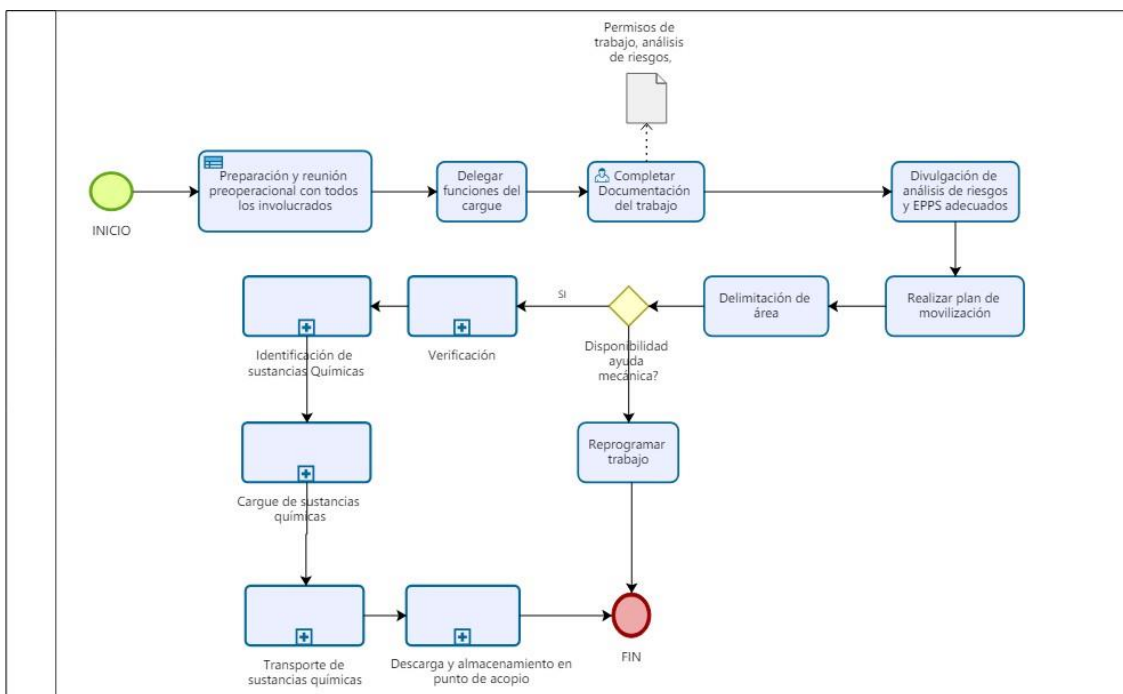 Permisos de
trabajo, análisis
de riesgos,
INICIO
Preparación y reunión
preoperacional con todos
los involucrados
Delegar
funciones del
cargue
Completar
Documentación
del trabajo
Divulgación de
análisis de riesgos
y EPPS adecuados
Realizar plan de
movilización
Delimitación de
área
Disponibilidad
ayuda
mecánica?
SI
Verificación
Identificación de
sustancias Químicas
Cargue de sustancias
químicas
Reprogramar
trabajo
Transporte de
sustancias químicas
Descarga y almacenamiento en
punto de acopio
FIN